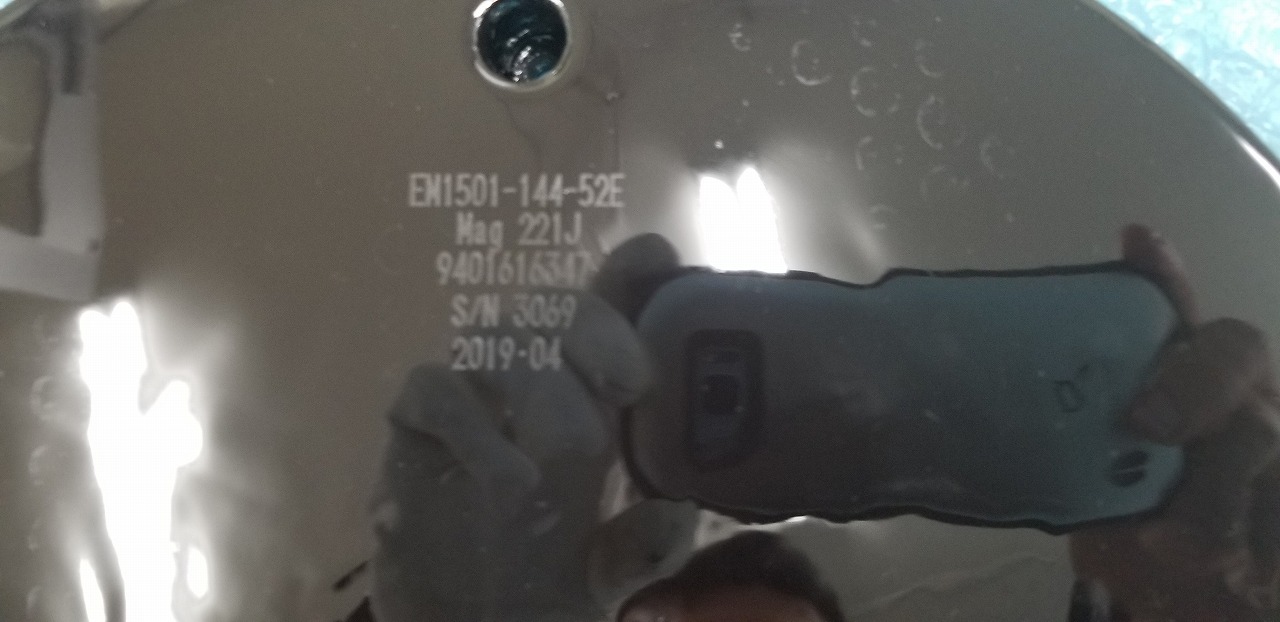 EM1501-144-52E
Mag 221J
9401616347
S/N 3069
2019-04